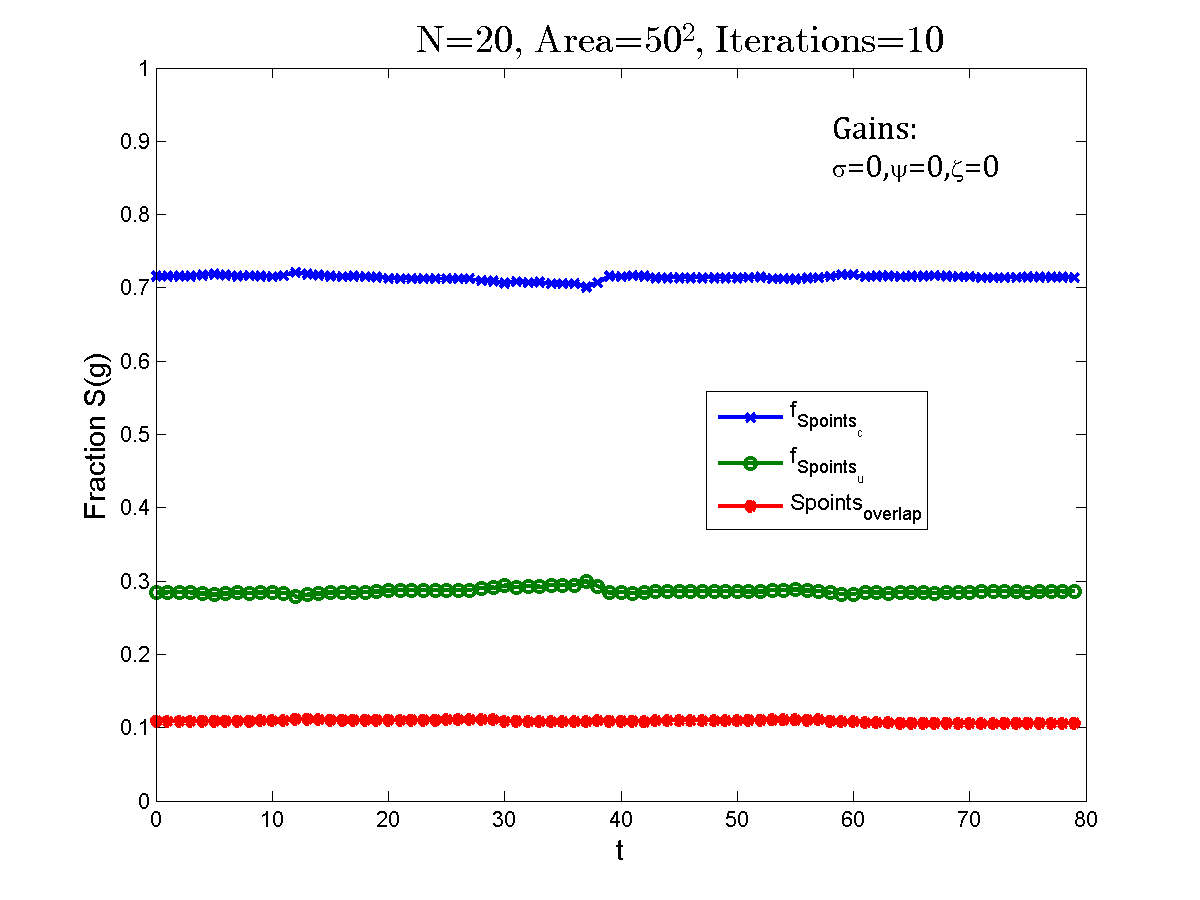 N=20, Area=50², Iterations=10
Gains:
σ=0,ψ=0,ζ=0
1
0.9
0.8
0.7
0.6
0.5
0.4
0.3
0.2
0.1
0
Fraction S(g)
f_Spoints_c
f_Spoints_u
Spoints_overlap
0 10 20 30 40 50 60 70 80
t